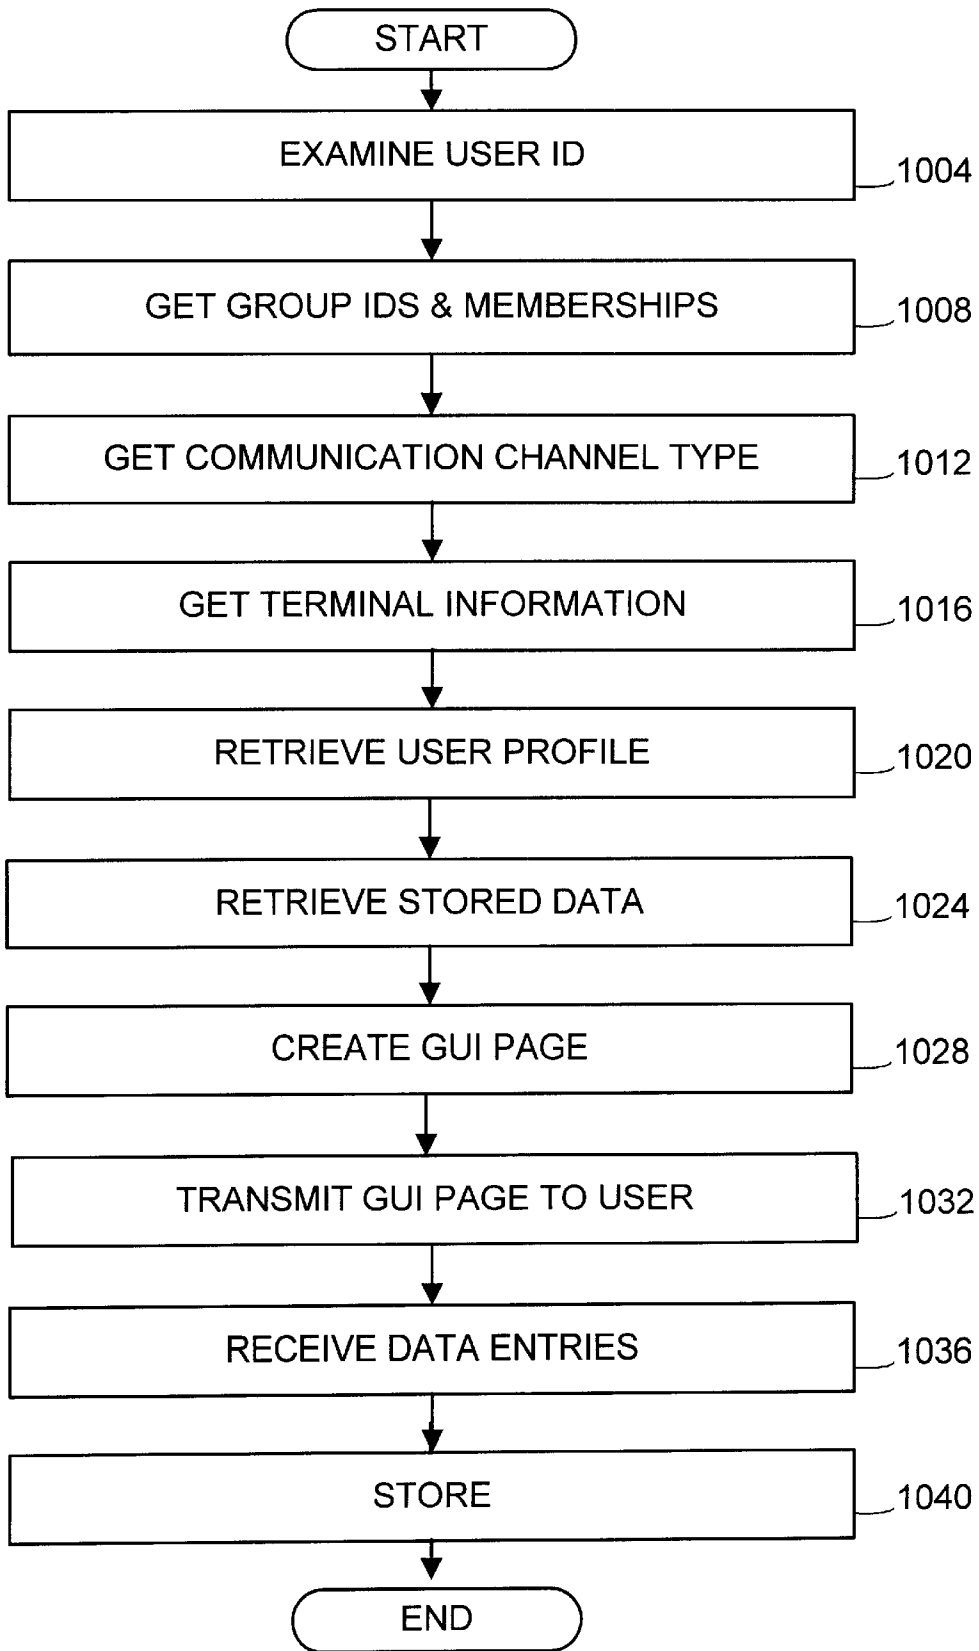 START
EXAMINE USER ID
1004
GET GROUP IDS & MEMBERSHIPS
1008
GET COMMUNICATION CHANNEL TYPE
1012
GET TERMINAL INFORMATION
1016
RETRIEVE USER PROFILE
1020
RETRIEVE STORED DATA
1024
CREATE GUI PAGE
1028
TRANSMIT GUI PAGE TO USER
1032
RECEIVE DATA ENTRIES
1036
STORE
1040
END